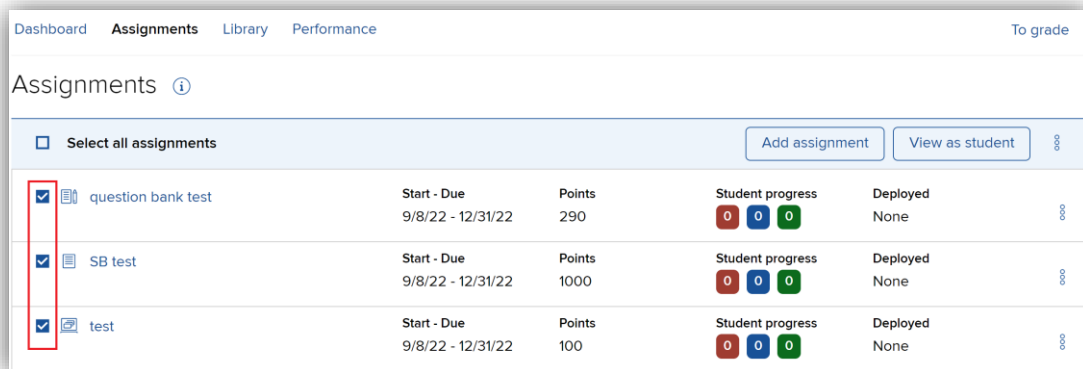 Dashboard Assignments Library Performance To grade
Assignments
Select all assignments Add assignment View as student
question bank test Start - Due Points Student progress Deployed
9/8/22 - 12/31/22 290 0 0 0 None
SB test Start - Due Points Student progress Deployed
9/8/22 - 12/31/22 1000 0 0 0 None
test Start - Due Points Student progress Deployed
9/8/22 - 12/31/22 100 0 0 0 None